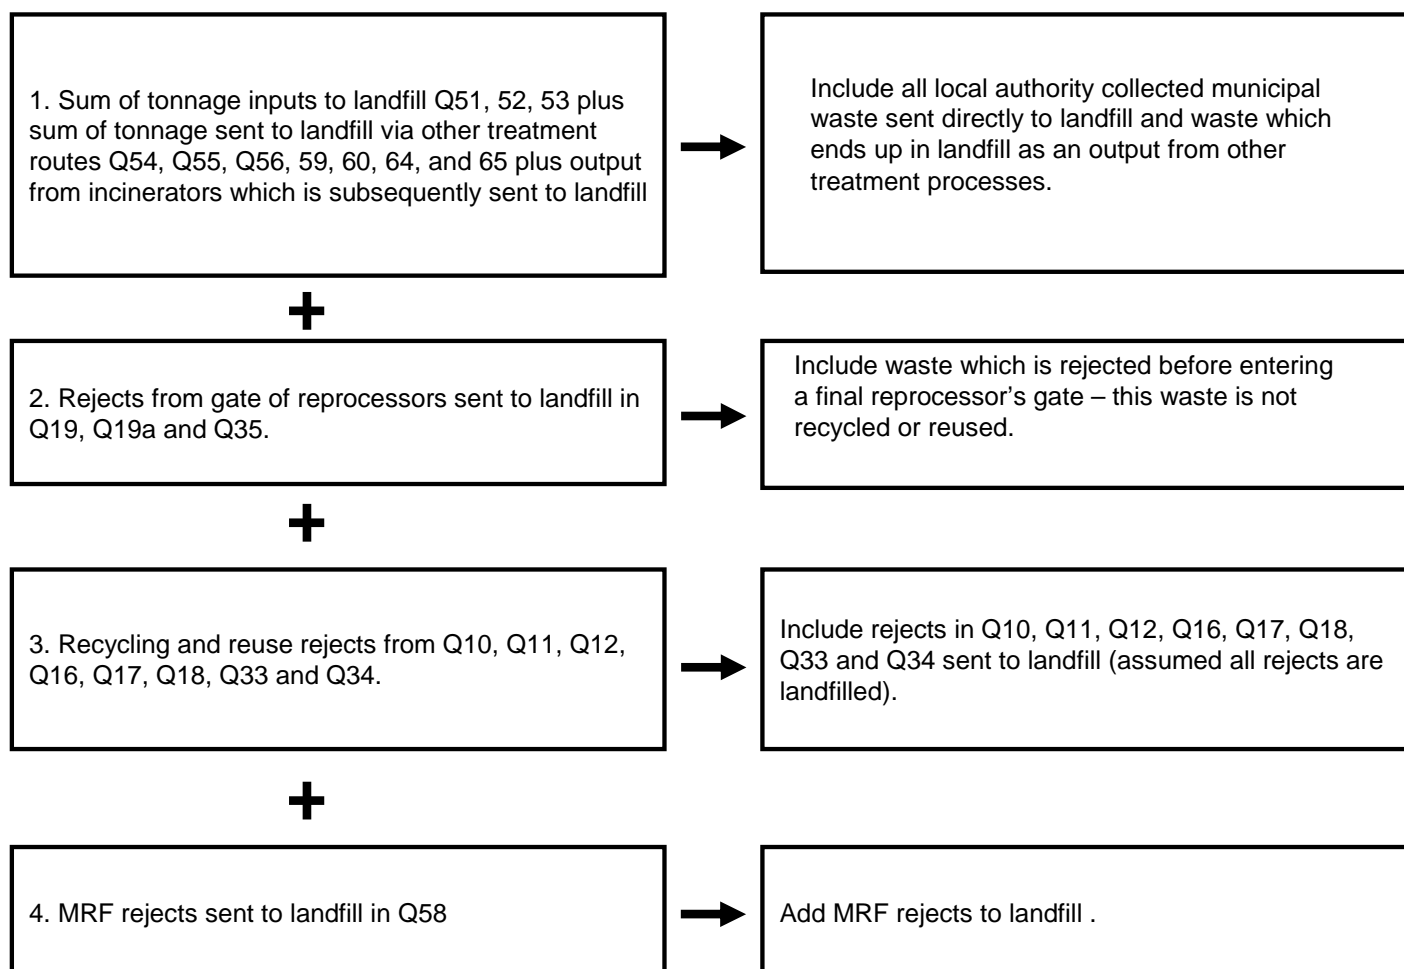 1. Sum of tonnage inputs to landfill Q51, 52, 53 plus
sum of tonnage sent to landfill via other treatment
routes Q54, Q55, Q56, 59, 60, 64, and 65 plus output
from incinerators which is subsequently sent to landfill
Include all local authority collected municipal
waste sent directly to landfill and waste which
ends up in landfill as an output from other
treatment processes.
+
2. Rejects from gate of reprocessors sent to landfill in
Q19, Q19a and Q35.
Include waste which is rejected before entering
a final reprocessor’s gate – this waste is not
recycled or reused.
+
3. Recycling and reuse rejects from Q10, Q11, Q12,
Q16, Q17, Q18, Q33 and Q34.
Include rejects in Q10, Q11, Q12, Q16, Q17, Q18,
Q33 and Q34 sent to landfill (assumed all rejects are
landfilled).
+
4. MRF rejects sent to landfill in Q58
Add MRF rejects to landfill .